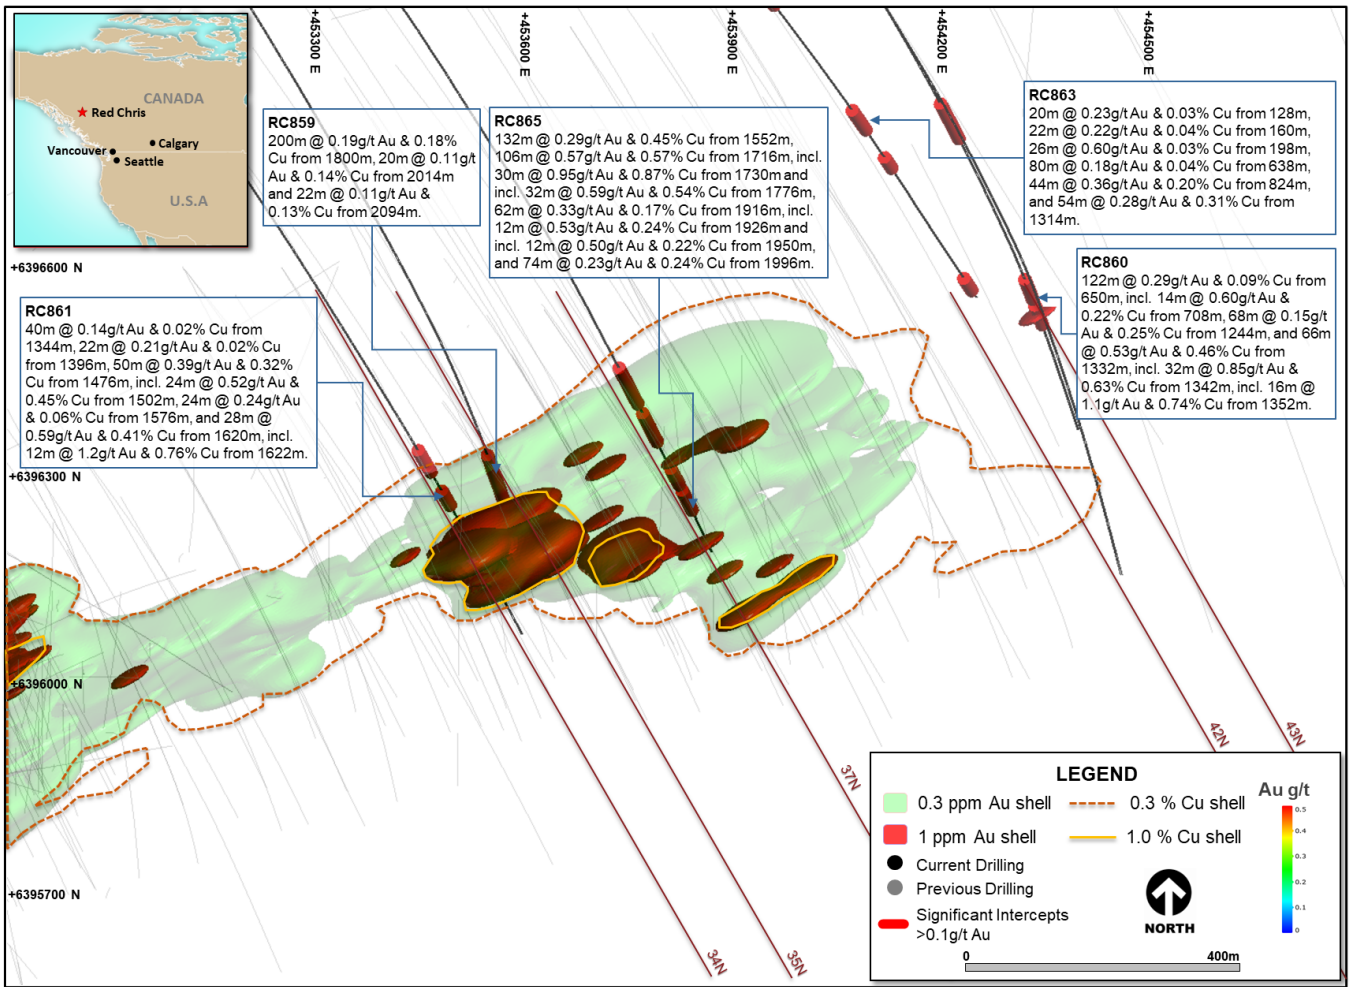 +453300 E
+453600 E
+453900 E
+454200 E
+454500 E
CANADA
Red Chris
Calgary
Vancouver
Seattle
U.S.A
RC859
200m @ 0.19g/t Au & 0.18%
Cu from 1800m, 20m @ 0.11g/t
Au & 0.14% Cu from 2014m
and 22m @ 0.11g/t Au &
0.13% Cu from 2094m.
RC865
132m @ 0.29g/t Au & 0.45% Cu from 1552m,
106m @ 0.57g/t Au & 0.57% Cu from 1716m, incl.
30m @ 0.95g/t Au & 0.87% Cu from 1730m and
incl. 32m @ 0.59g/t Au & 0.54% Cu from 1776m,
62m @ 0.33g/t Au & 0.17% Cu from 1916m, incl.
12m @ 0.53g/t Au & 0.24% Cu from 1926m and
incl. 12m @ 0.50g/t Au & 0.22% Cu from 1950m,
and 74m @ 0.23g/t Au & 0.24% Cu from 1996m.
RC863
20m @ 0.23g/t Au & 0.03% Cu from 128m,
22m @ 0.22g/t Au & 0.04% Cu from 160m,
26m @ 0.60g/t Au & 0.03% Cu from 198m,
80m @ 0.18g/t Au & 0.04% Cu from 638m,
44m @ 0.36g/t Au & 0.20% Cu from 824m,
and 54m @ 0.28g/t Au & 0.31% Cu from
1314m.
RC860
122m @ 0.29g/t Au & 0.09% Cu from
650m, incl. 14m @ 0.60g/t Au &
0.22% Cu from 708m, 68m @ 0.15g/t
Au & 0.25% Cu from 1244m, and 66m
@ 0.53g/t Au & 0.46% Cu from
1332m, incl. 32m @ 0.85g/t Au &
0.63% Cu from 1342m, incl. 16m @
1.1g/t Au & 0.74% Cu from 1352m.
+6396600 N
RC861
40m @ 0.14g/t Au & 0.02% Cu from
1344m, 22m @ 0.21g/t Au & 0.02% Cu
from 1396m, 50m @ 0.39g/t Au & 0.32%
Cu from 1476m, incl. 24m @ 0.52g/t Au &
0.45% Cu from 1502m, 24m @ 0.24g/t Au
& 0.06% Cu from 1576m, and 28m @
0.59g/t Au & 0.41% Cu from 1620m, incl.
12m @ 1.2g/t Au & 0.76% Cu from 1622m.
+6396300 N
+6396000 N
+6395700 N
34N
35N
37N
42N
43N
LEGEND
0.3 ppm Au shell
0.3 % Cu shell
1 ppm Au shell
1.0 % Cu shell
Current Drilling
Previous Drilling
Significant Intercepts
>0.1g/t Au
NORTH
0
400m
Au g/t
0.5
0.4
0.3
0.2
0.1
0